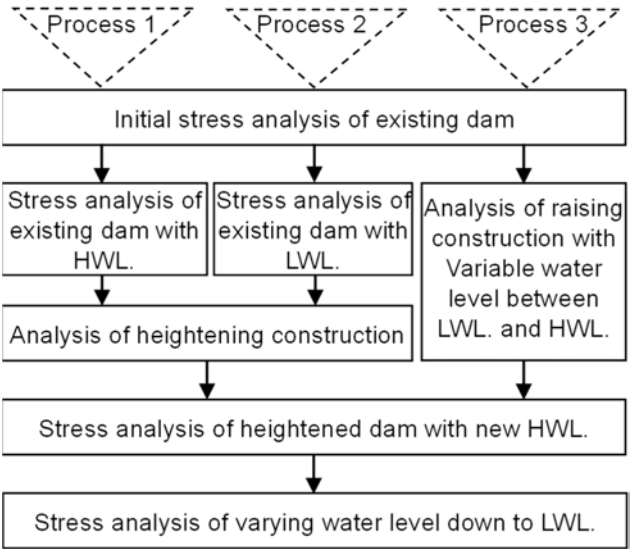 Process 1
Process 2
Process 3
Initial stress analysis of existing dam
Stress analysis of
existing dam with
HWL.
Stress analysis of
existing dam with
LWL.
Analysis of raising
construction with
Variable water
level between
LWL. and HWL.
Analysis of heightening construction
Stress analysis of heightened dam with new HWL.
Stress analysis of varying water level down to LWL.